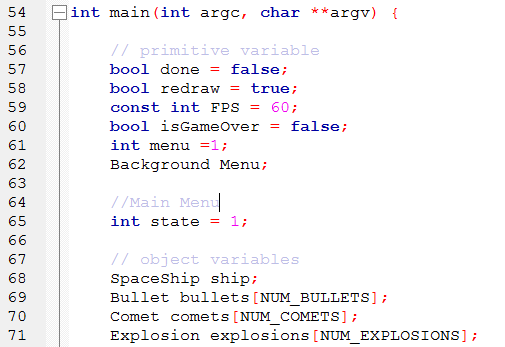 54 int main(int argc, char **argv) {
55
56 // primitive variable
57 bool done = false;
58 bool redraw = true;
59 const int FPS = 60;
60 bool isGameOver = false;
61 int menu =1;
62 Background Menu;
63
64 //Main Menu
65 int state = 1;
66
67 // object variables
68 SpaceShip ship;
69 Bullet bullets[NUM_BULLETS];
70 Comet comets[NUM_COMETS];
71 Explosion explosions[NUM_EXPLOSIONS];